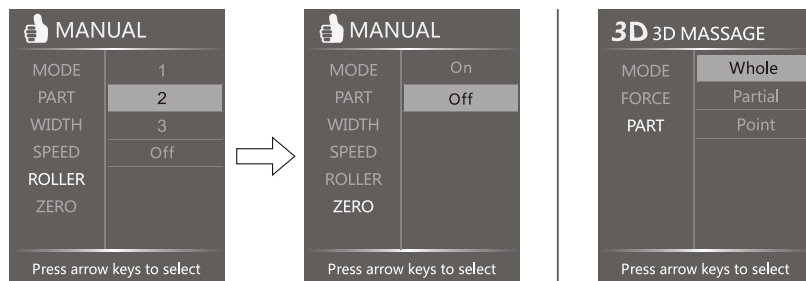 MANUAL
MODE 1
PART 2
WIDTH 3
SPEED Off
ROLLER
ZERO
Press arrow keys to select
MANUAL
MODE On
PART Off
WIDTH
SPEED
ROLLER
ZERO
Press arrow keys to select
3D 3D MASSAGE
MODE Whole
FORCE Partial
PART Point
Press arrow keys to select